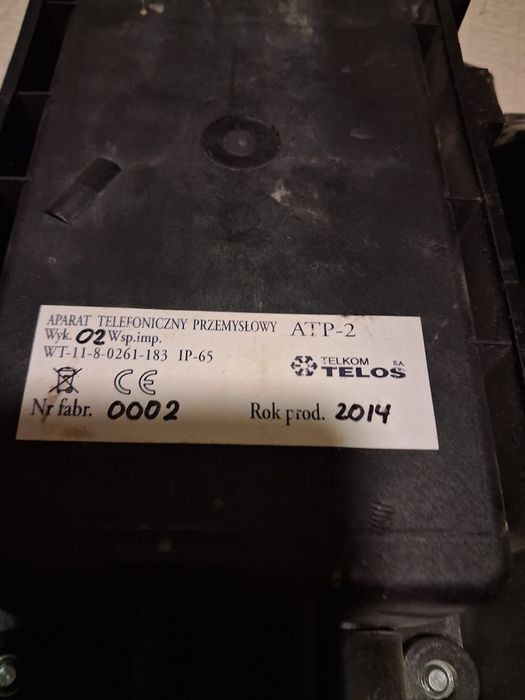 APARAT TELEFONICZNY PRZEMYSŁOWY ATP-2
Wyk. 02 Wsp.imp.
WT-11-8-0261-183 IP-65
TELKOM SA
TELOS
CE
Nr fabr. 0002 Rok prod. 2014